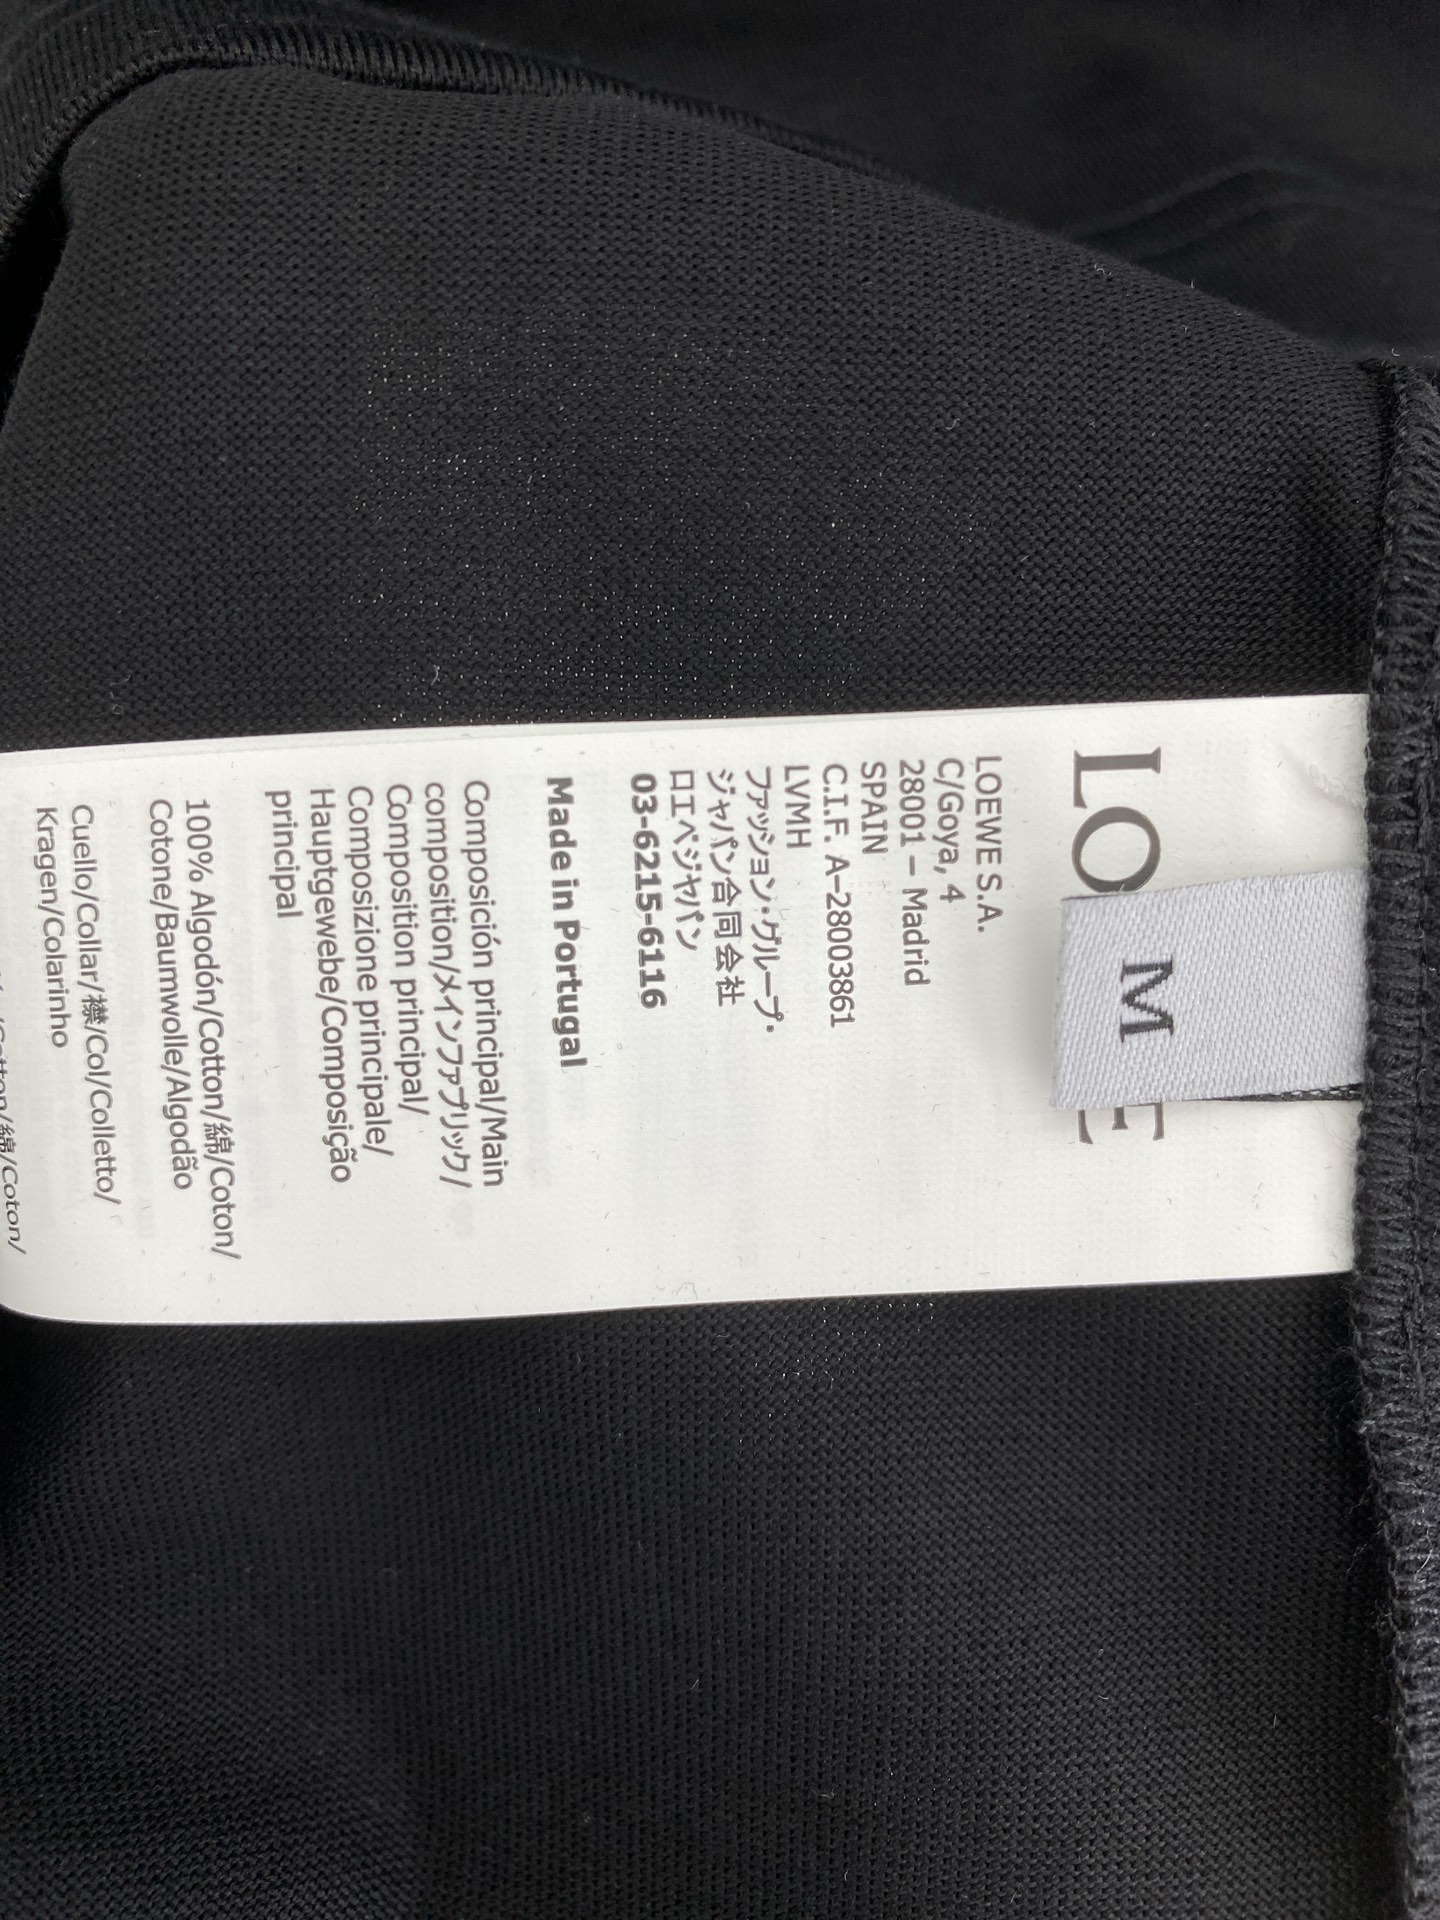 M
LOEWE S.A.
C/Goya, 4
28001 – Madrid
SPAIN
C.I.F. A-28003861
LVMH
ファッション・グループ・
ジャパン合同会社
ロエベジャパン
03-6215-6116
Made in Portugal
Composición principal/Main
composition/メインファブリック/
Composition principal/
Composizione principale/
Hauptgewebe/Composição
principal
100% Algodón/Cotton/綿/Coton/
Cotone/Baumwolle/Algodão
Cuello/Collar/襟/Col/Colletto/
Kragen/Colarinho
/Cotton/綿/Coton/